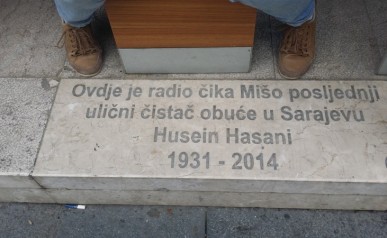 Ovdje je radio čika Mišo posljednji
ulični čistač obuće u Sarajevu
Husein Hasani
1931 - 2014